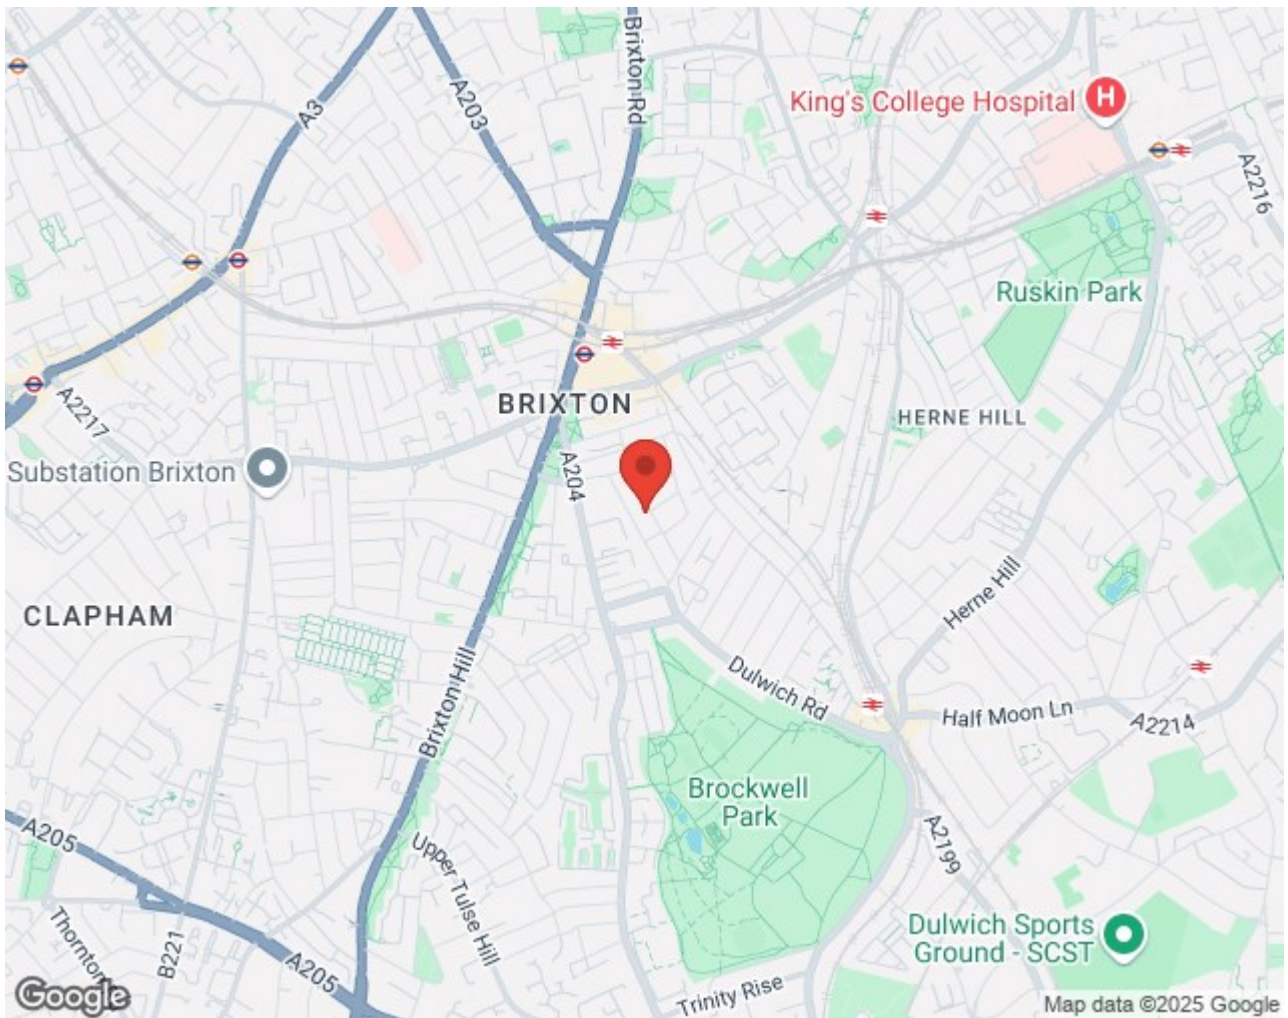 Brixton Rd
A203
A3
King's College Hospital
H
A2216
Ruskin Park
A2217
BRIXTON
HERNE HILL
Substation Brixton
A204
CLAPHAM
Herne Hill
Brixton Hill
Dulwich Rd
Half Moon Ln
A2214
Brockwell
Park
A205
Upper Tulse Hill
A2199
Dulwich Sports
Ground - SCST
B221
A205
Trinity Rise
Google
Map data ©2025 Google